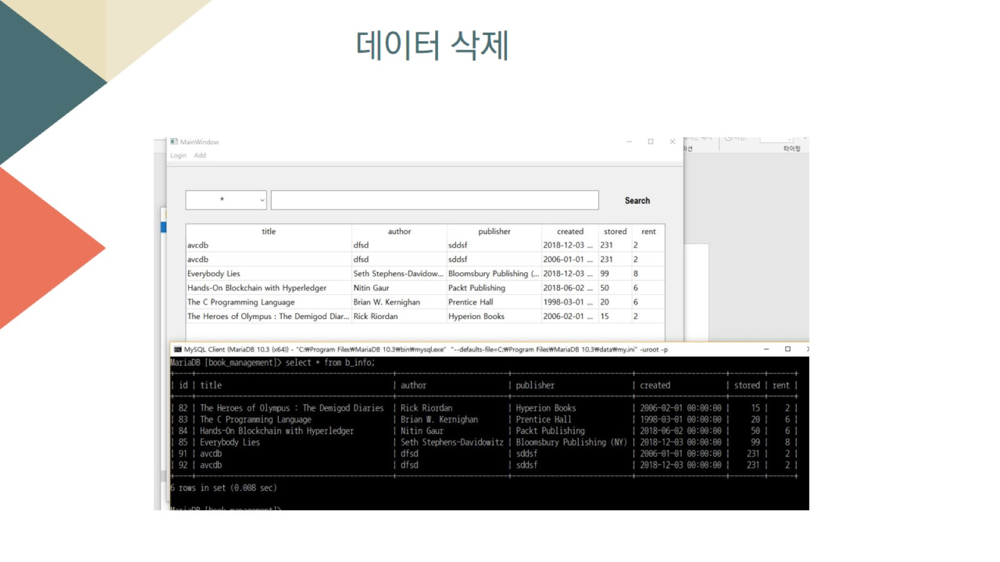 데이터 삭제
MainWindow
Login Add
이션
타이밍
* Search
title author publisher created stored rent
avcdb dfsd sddsf 2018-12-03 ... 231 2
avcdb dfsd sddsf 2006-01-01 ... 231 2
Everybody Lies Seth Stephens-Davidow... Bloomsbury Publishing (... 2018-12-03 ... 99 8
Hands-On Blockchain with Hyperledger Nitin Gaur Packt Publishing 2018-06-02 ... 50 6
The C Programming Language Brian W. Kernighan Prentice Hall 1998-03-01 ... 20 6
The Heroes of Olympus : The Demigod Diar... Rick Riordan Hyperion Books 2006-02-01 ... 15 2
MySQL Client (MariaDB 10.3 (x64)) - "C:₩Program Files₩MariaDB 10.3₩bin₩mysql.exe" "--defaults-file=C:₩Program Files₩MariaDB 10.3₩data₩my.ini" -uroot -p
MariaDB [book_management]> select * from b_info;
| id | title | author | publisher | created | stored | rent |
| 82 | The Heroes of Olympus : The Demigod Diaries | Rick Riordan | Hyperion Books | 2006-02-01 00:00:00 | 15 | 2 |
| 83 | The C Programming Language | Brian W. Kernighan | Prentice Hall | 1998-03-01 00:00:00 | 20 | 6 |
| 84 | Hands-On Blockchain with Hyperledger | Nitin Gaur | Packt Publishing | 2018-06-02 00:00:00 | 50 | 6 |
| 85 | Everybody Lies | Seth Stephens-Davidowitz | Bloomsbury Publishing (NY) | 2018-12-03 00:00:00 | 99 | 8 |
| 91 | avcdb | dfsd | sddsf | 2006-01-01 00:00:00 | 231 | 2 |
| 92 | avcdb | dfsd | sddsf | 2018-12-03 00:00:00 | 231 | 2 |
6 rows in set (0.008 sec)
MariaDB [book_management]>